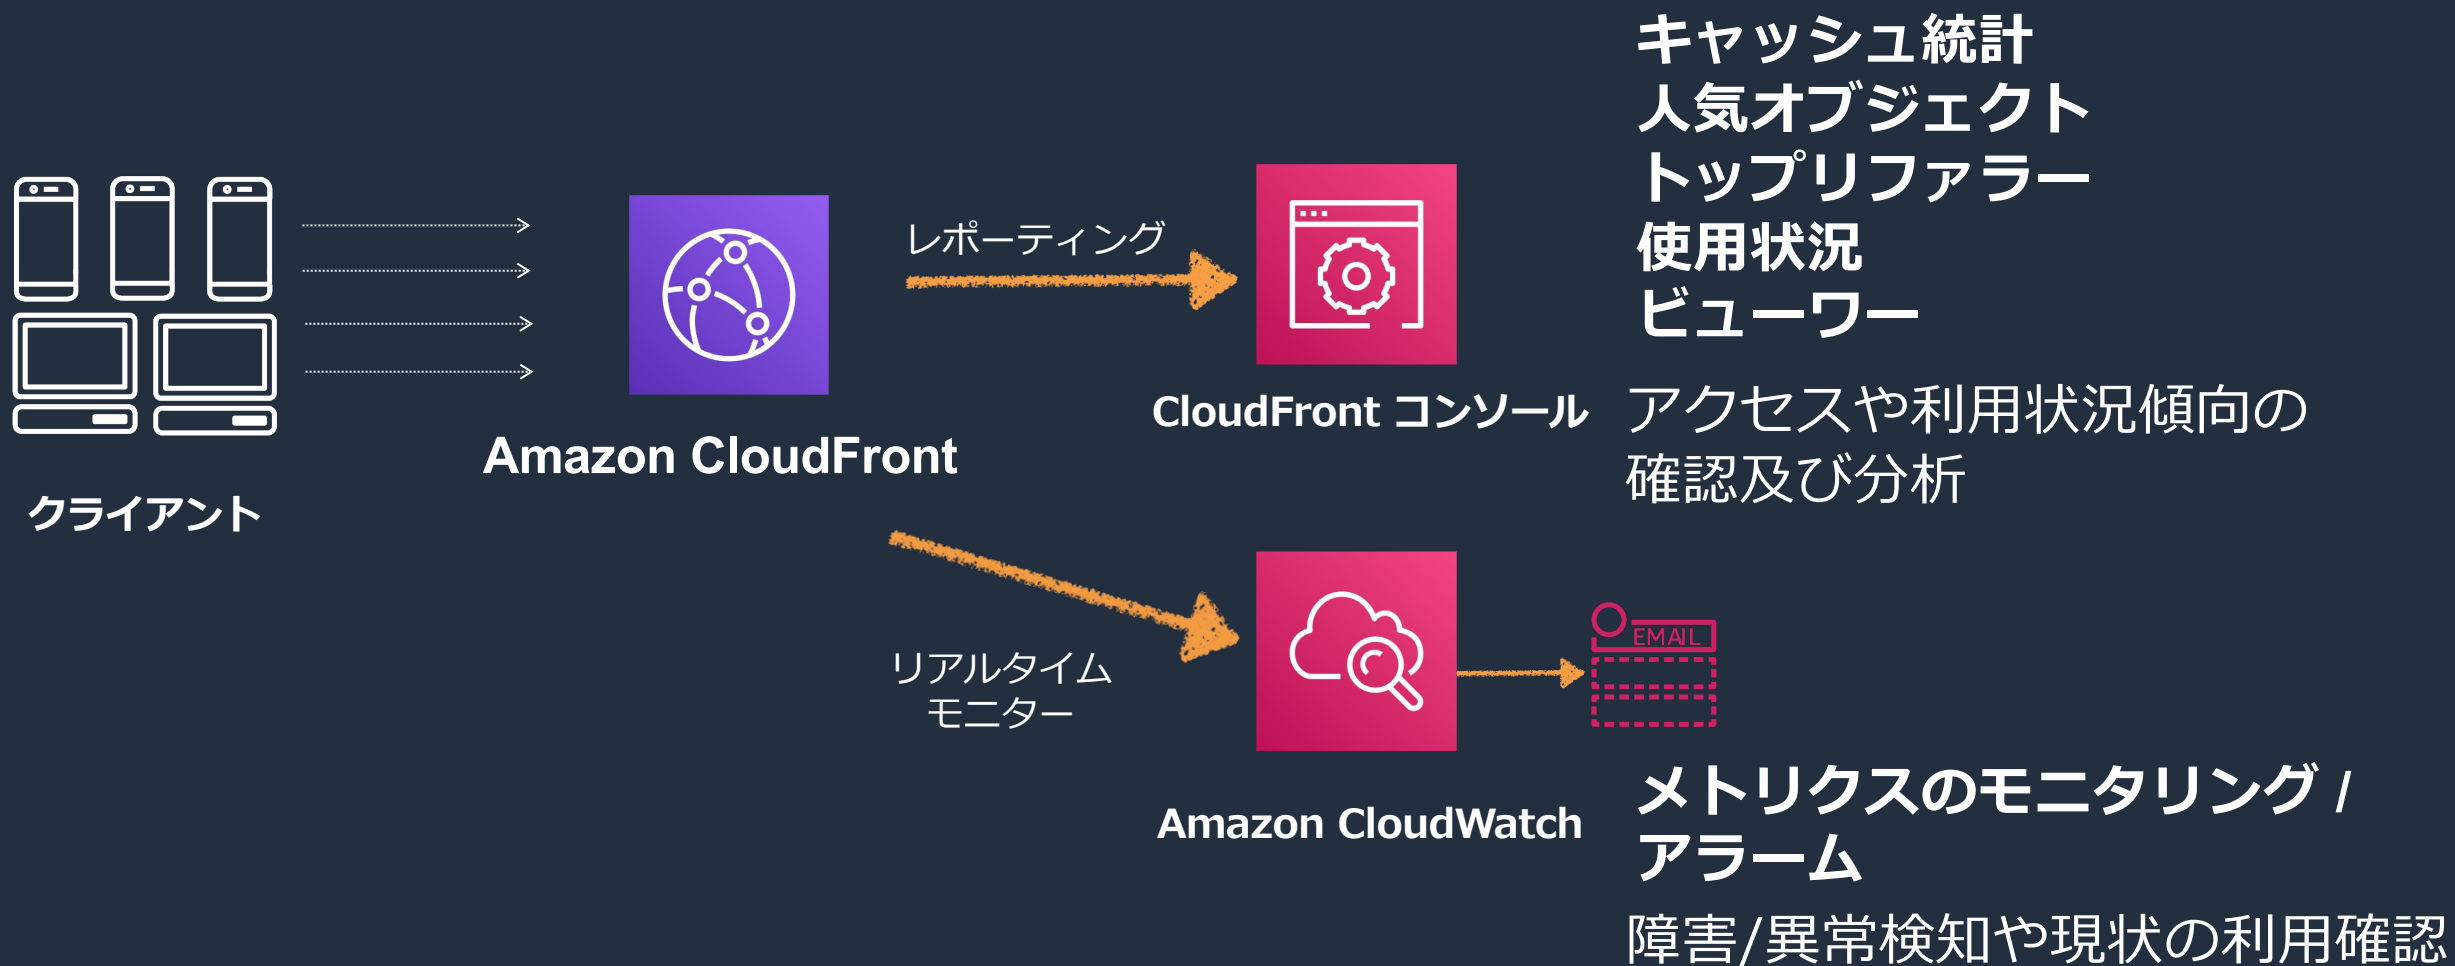 クライアント
Amazon CloudFront
レポーティング
CloudFront コンソール
キャッシュ統計
人気オブジェクト
トップリファラー
使用状況
ビューワー
アクセスや利用状況傾向の
確認及び分析
リアルタイム
モニター
Amazon CloudWatch
EMAIL
メトリクスのモニタリング /
アラーム
障害/異常検知や現状の利用確認